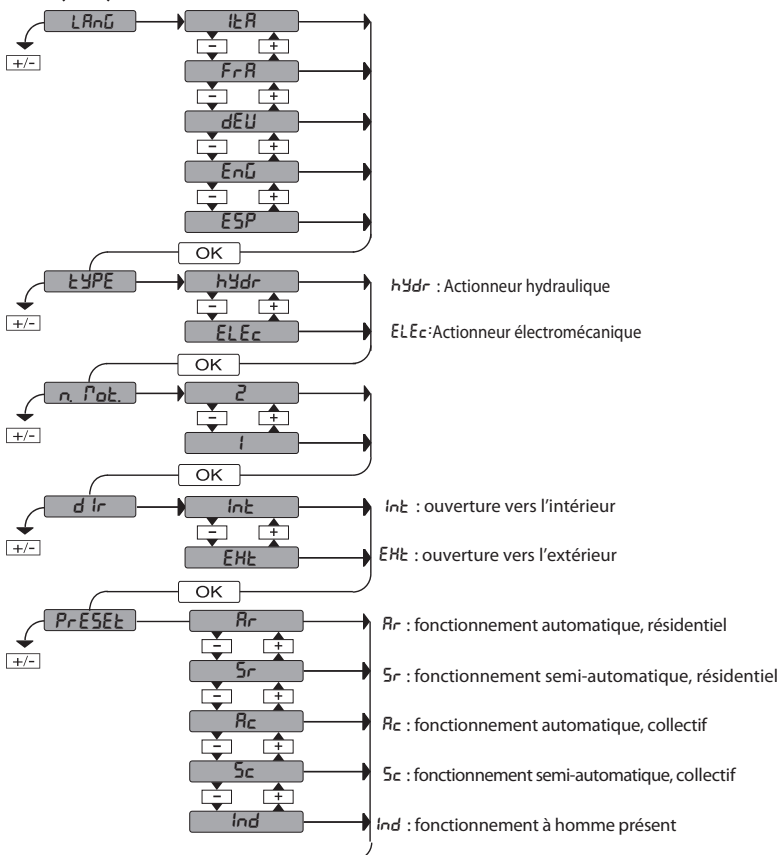 LAnG
ItA
- +
+/-
FrA
- +
dEU
- +
EnG
- +
ESP
OK
tYPE
hYdr
hYdr : Actionneur hydraulique
- +
+/-
ELEc
ELEc:Actionneur électromécanique
OK
n. Mot.
2
- +
+/-
1
OK
dIr
Int
Int : ouverture vers l'intérieur
- +
+/-
EHt
EHt : ouverture vers l'extérieur
OK
PrESEt
Ar
Ar : fonctionnement automatique, résidentiel
- +
+/-
Sr
Sr : fonctionnement semi-automatique, résidentiel
- +
Ac
Ac : fonctionnement automatique, collectif
- +
Sc
Sc : fonctionnement semi-automatique, collectif
- +
Ind
Ind : fonctionnement à homme présent